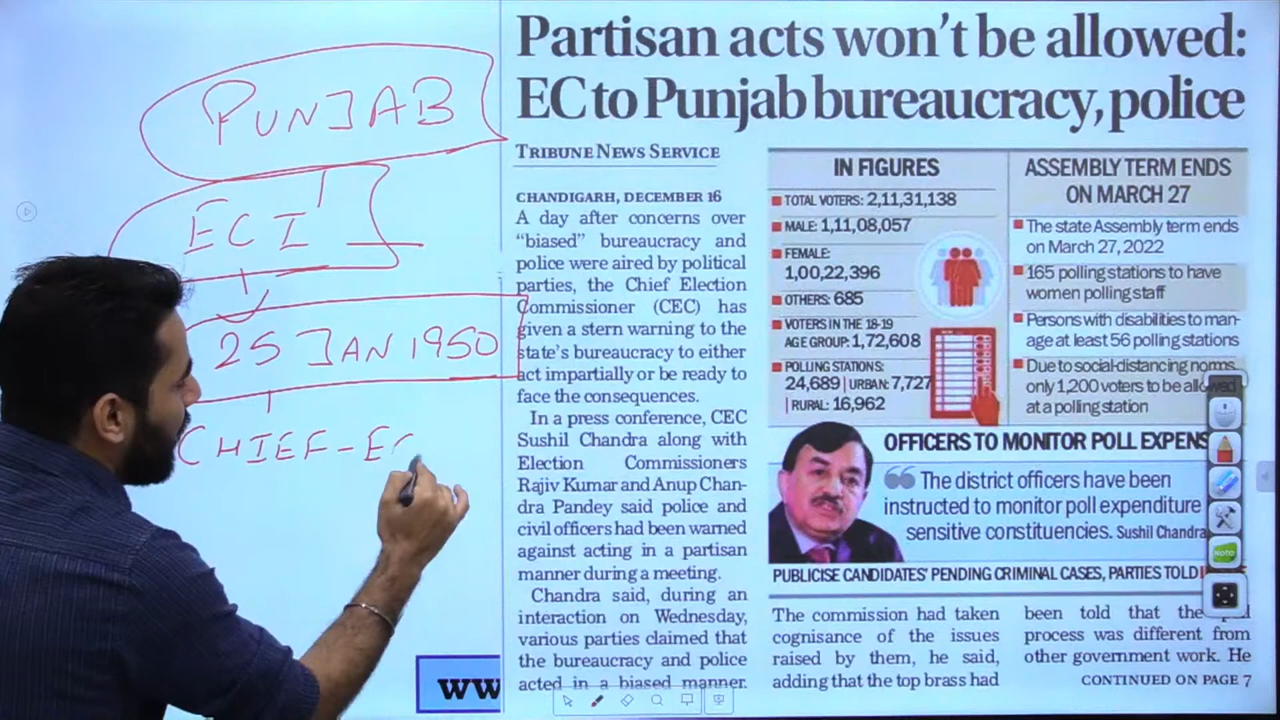 PUNJAB
ECI
25 JAN 1950
CHIEF-EC
Partisan acts won't be allowed:
EC to Punjab bureaucracy, police
TRIBUNE NEWS SERVICE
CHANDIGARH, DECEMBER 16
A day after concerns over
"biased" bureaucracy and
police were aired by political
parties, the Chief Election
Commissioner (CEC) has
given a stern warning to the
state's bureaucracy to either
act impartially or be ready to
face the consequences.
In a press conference, CEC
Sushil Chandra along with
Election Commissioners
Rajiv Kumar and Anup Chan-
dra Pandey said police and
civil officers had been warned
against acting in a partisan
manner during a meeting.
Chandra said, during an
interaction on Wednesday,
various parties claimed that
the bureaucracy and police
acted in a biased manner.
IN FIGURES
TOTAL VOTERS: 2,11,31,138
MALE: 1,11,08,057
FEMALE:
1,00,22,396
OTHERS: 685
VOTERS IN THE 18-19
AGE GROUP: 1,72,608
POLLING STATIONS:
24,689 | URBAN: 7,727
| RURAL: 16,962
ASSEMBLY TERM ENDS
ON MARCH 27
The state Assembly term ends
on March 27, 2022
165 polling stations to have
women polling staff
Persons with disabilities to man-
age at least 56 polling stations
Due to social-distancing norms,
only 1,200 voters to be allowed
at a polling station
OFFICERS TO MONITOR POLL EXPENS
The district officers have been
instructed to monitor poll expenditure
sensitive constituencies. Sushil Chandra
PUBLICISE CANDIDATES' PENDING CRIMINAL CASES, PARTIES TOLD
The commission had taken
cognisance of the issues
raised by them, he said,
adding that the top brass had
been told that the poll
process was different from
other government work. He
CONTINUED ON PAGE 7
ww
NOTE